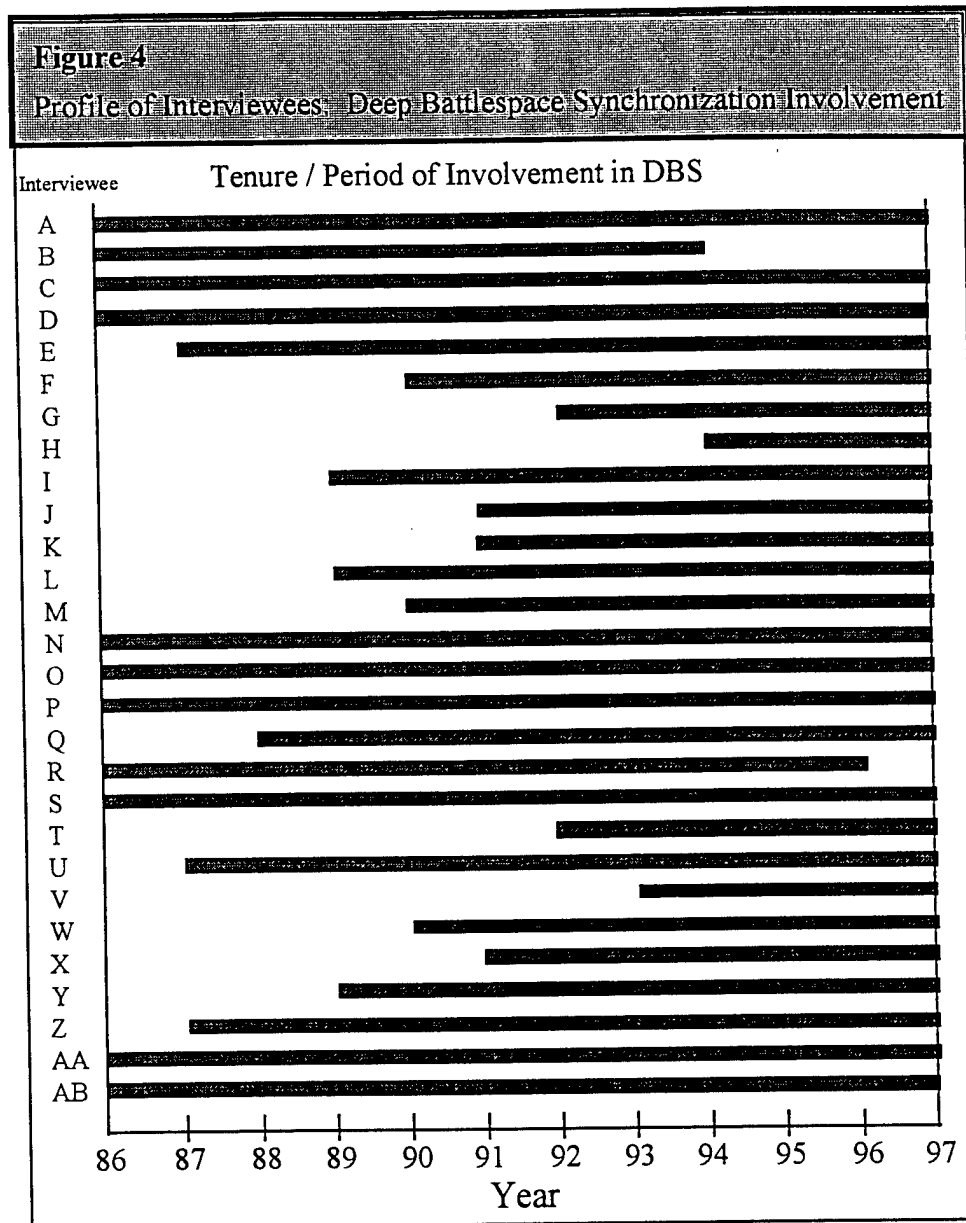 Figure 4
Profile of Interviewees: Deep Battlespace Synchronization Involvement
Interviewee
Tenure / Period of Involvement in DBS
A
B
C
D
E
F
G
H
I
J
K
L
M
N
O
P
Q
R
S
T
U
V
W
X
Y
Z
AA
AB
86 87 88 89 90 91 92 93 94 95 96 97
Year